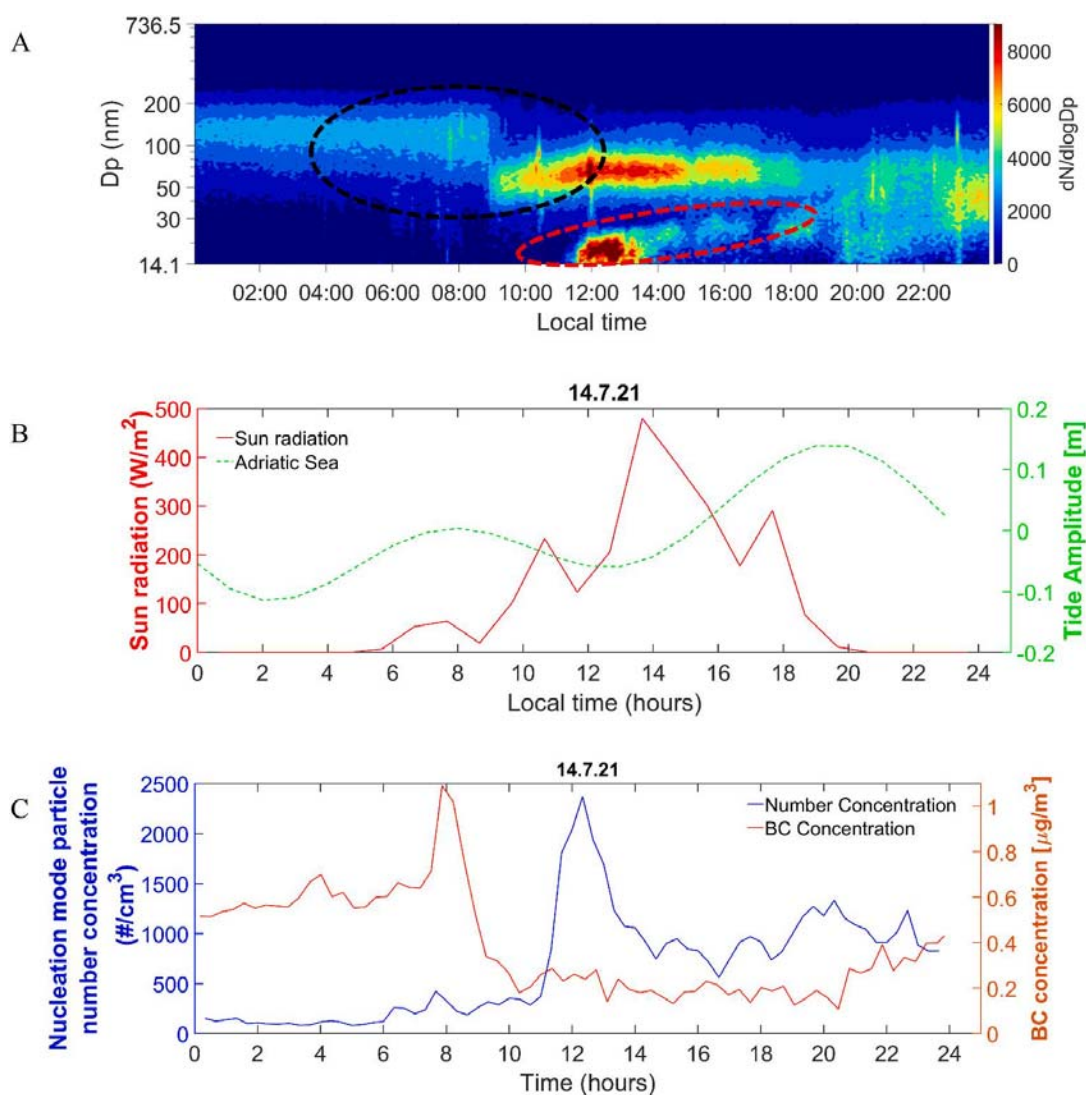 A
736.5
200
100
50
30
14.1
Dp (nm)
02:00 04:00 06:00 08:00 10:00 12:00 14:00 16:00 18:00 20:00 22:00
Local time
8000
6000
4000
2000
0
dN/dlogDp
B
14.7.21
500
400
300
200
100
0
Sun radiation (W/m²)
Sun radiation
Adriatic Sea
0.2
0.1
0
-0.1
-0.2
Tide Amplitude [m]
0 2 4 6 8 10 12 14 16 18 20 22 24
Local time (hours)
C
14.7.21
Nucleation mode particle
number concentration
(#/cm³)
2500
2000
1500
1000
500
0
Number Concentration
BC Concentration
1
0.8
0.6
0.4
0.2
0
BC concentration [µg/m³]
0 2 4 6 8 10 12 14 16 18 20 22 24
Time (hours)